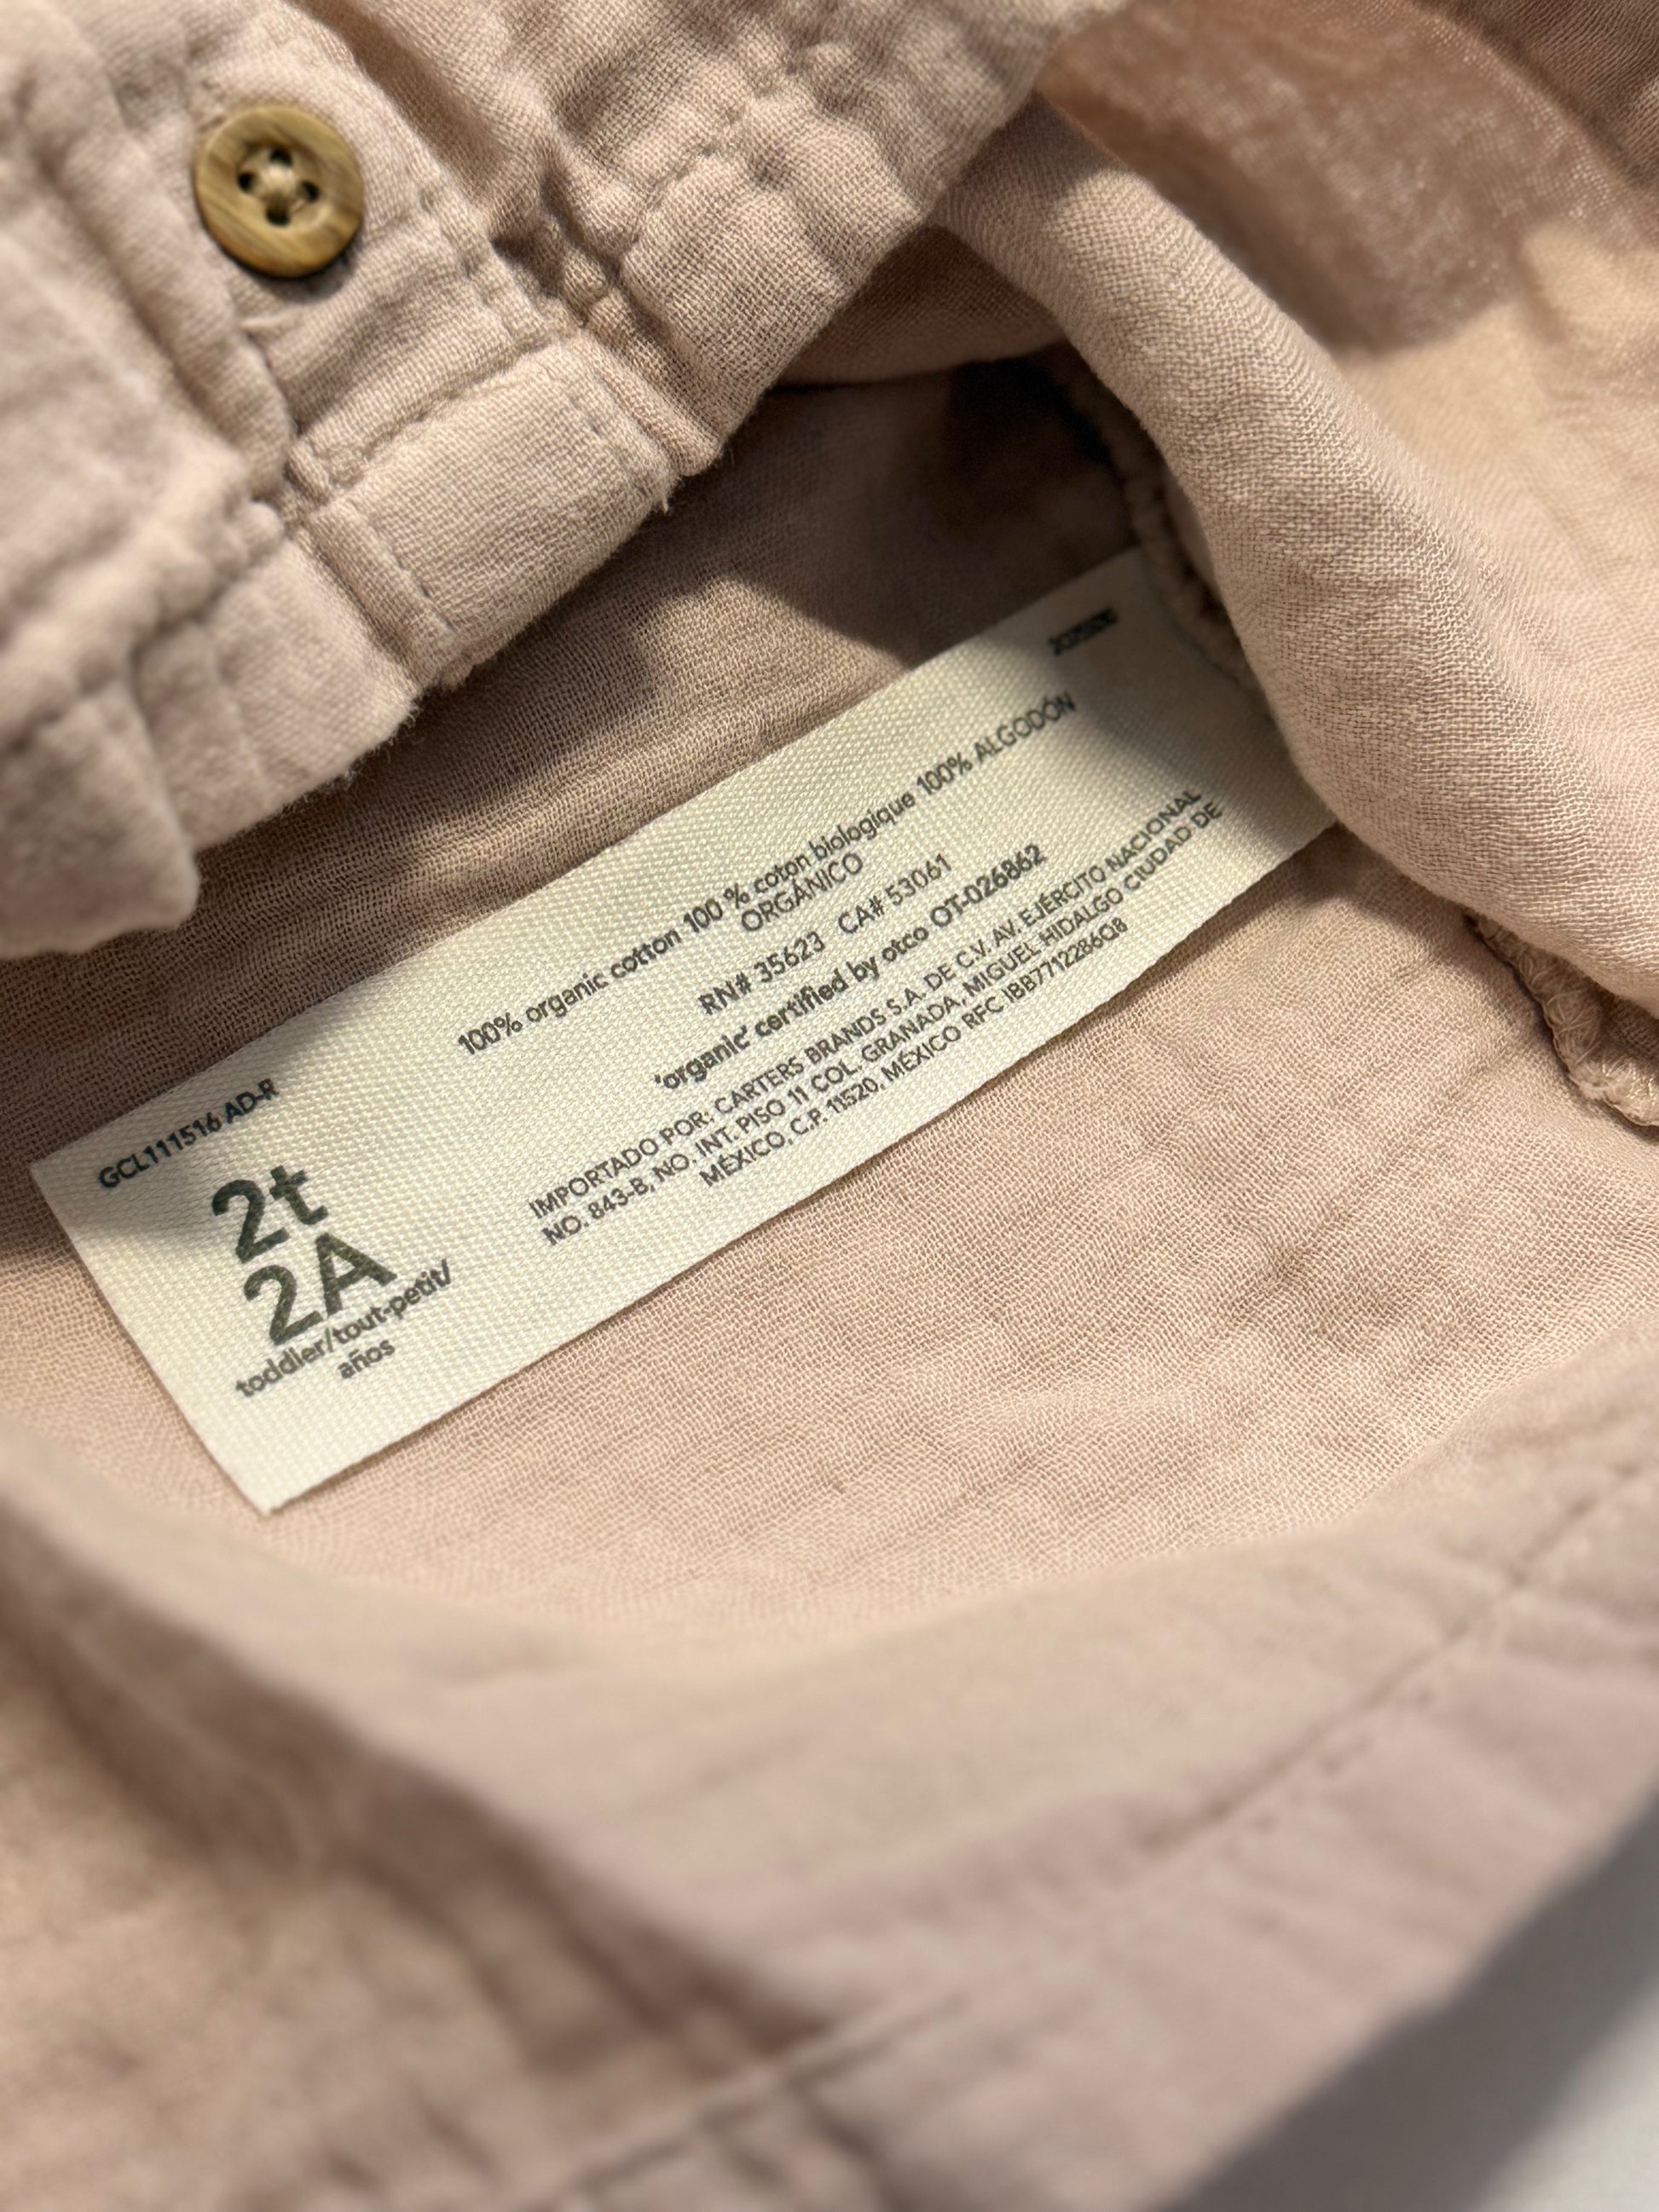 GCL111516 AD-R
2t
2A
toddler/tout-petit/
años
100% organic cotton 100 % coton biologique 100% ALGODÓN
ORGÁNICO
RN# 35623 CA# 53061
'organic' certified by otco OT-026862
IMPORTADO POR: CARTERS BRANDS S.A. DE C.V. AV. EJÉRCITO NACIONAL
NO. 843-B, NO. INT. PISO 11 COL. GRANADA, MIGUEL HIDALGO CIUDAD DE
MÉXICO, C.P. 11520, MÉXICO RFC IBB7712286Q8